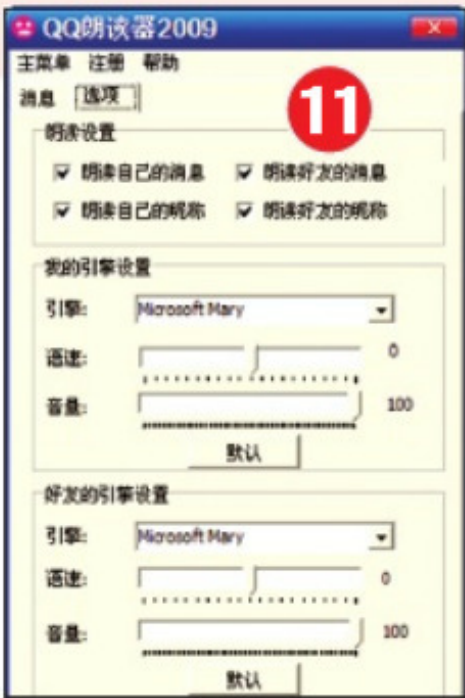 QQ朗读器2009
主菜单 注册 帮助
消息 选项
11
朗读设置
朗读自己的消息 朗读好友的消息
朗读自己的昵称 朗读好友的昵称
我的引擎设置
引擎: Microsoft Mary
语速: 0
音量: 100
默认
好友的引擎设置
引擎: Microsoft Mary
语速: 0
音量: 100
默认